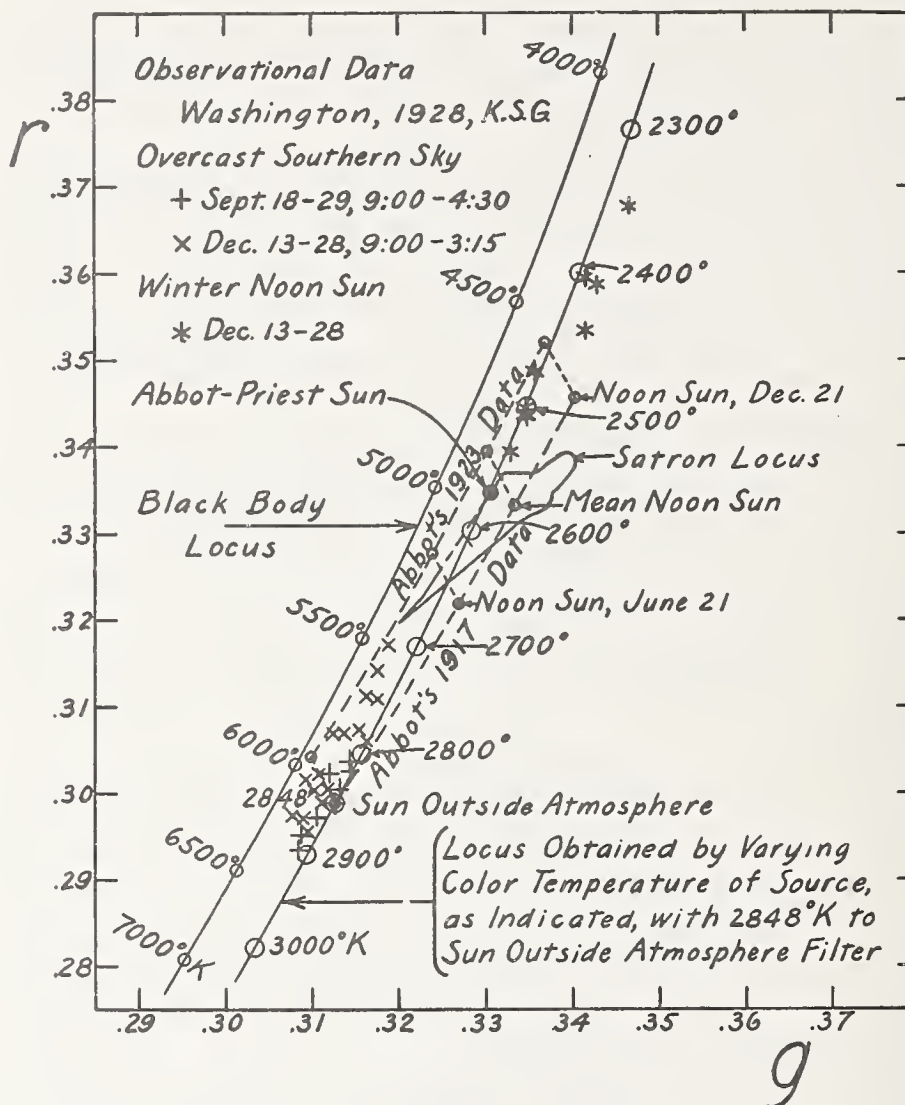 r
g
Observational Data
Washington, 1928, K.S.G.
Overcast Southern Sky
+ Sept. 18-29, 9:00-4:30
× Dec. 13-28, 9:00-3:15
Winter Noon Sun
* Dec. 13-28
Abbot-Priest Sun
Black Body
Locus
4000°
4500°
5000°
5500°
6000°
6500°
7000°K
2300°
2400°
2500°
2600°
2700°
2800°
2848°
2900°
3000°K
Noon Sun, Dec. 21
Satron Locus
Mean Noon Sun
Noon Sun, June 21
Abbot's 1923 Data
Abbot's 1917 Data
Sun Outside Atmosphere
Locus Obtained by Varying
Color Temperature of Source,
as Indicated, with 2848°K to
Sun Outside Atmosphere Filter
.38
.37
.36
.35
.34
.33
.32
.31
.30
.29
.28
.29 .30 .31 .32 .33 .34 .35 .36 .37